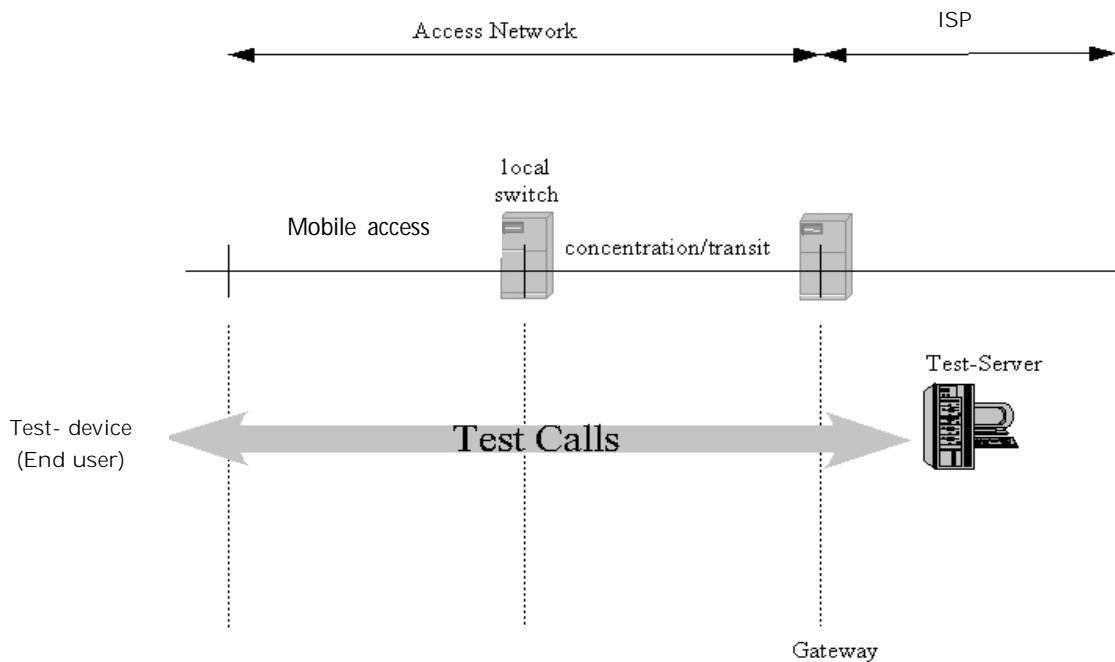 Access Network
ISP
local
switch
Mobile access
concentration/transit
Test-Server
Test- device
(End user)
Test Calls
Gateway